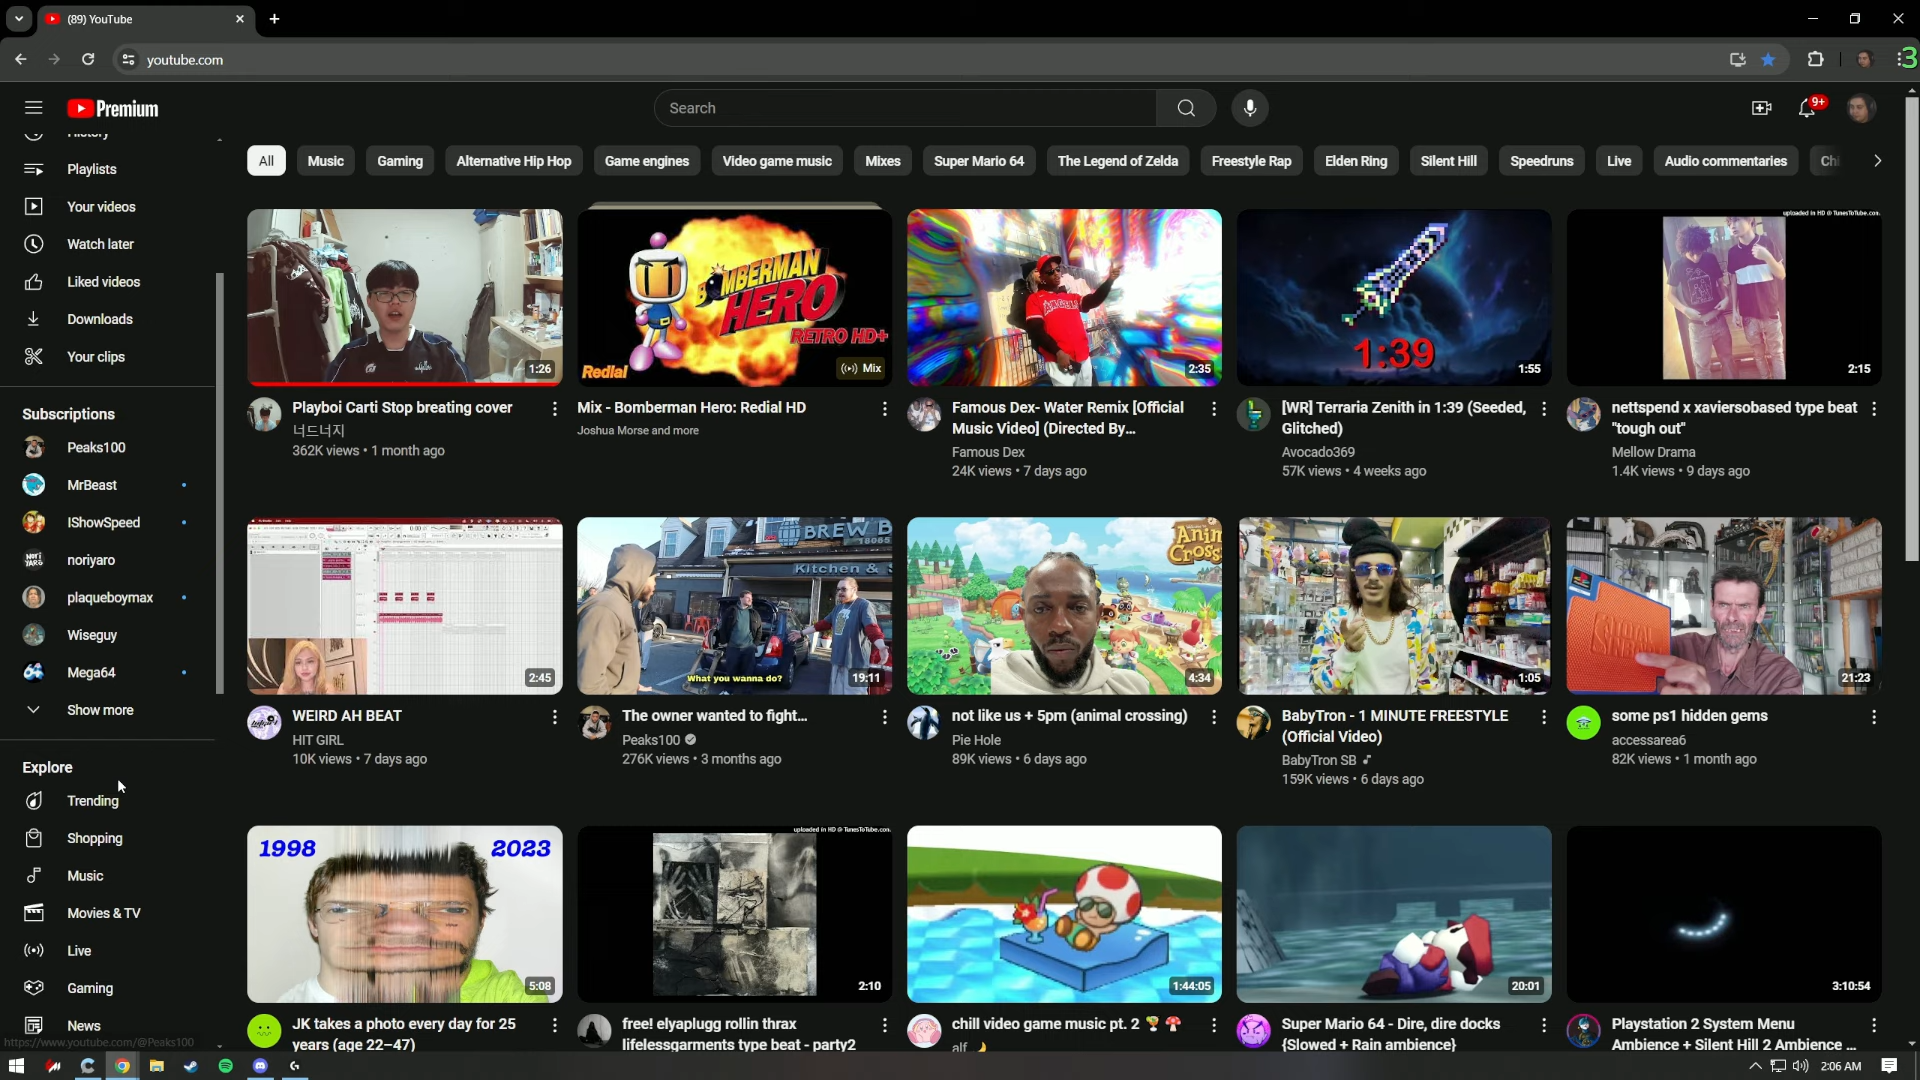 (89) YouTube
youtube.com
3
Premium
Search
9+
History
Playlists
Your videos
Watch later
Liked videos
Downloads
Your clips
Subscriptions
Peaks100
MrBeast
IShowSpeed
noriyaro
plaqueboymax
Wiseguy
Mega64
Show more
Explore
Trending
Shopping
Music
Movies & TV
Live
Gaming
News
https://www.youtube.com/@Peaks100
All
Music
Gaming
Alternative Hip Hop
Game engines
Video game music
Mixes
Super Mario 64
The Legend of Zelda
Freestyle Rap
Elden Ring
Silent Hill
Speedruns
Live
Audio commentaries
Chi
1:26
Playboi Carti Stop breating cover
너드너지
362K views • 1 month ago
BOMBERMAN
HERO
RETRO HD+
Redial
Mix
Mix - Bomberman Hero: Redial HD
Joshua Morse and more
ANGELS
2:35
Famous Dex- Water Remix [Official
Music Video] (Directed By...
Famous Dex
24K views • 7 days ago
1:39
1:55
[WR] Terraria Zenith in 1:39 (Seeded,
Glitched)
Avocado369
57K views • 4 weeks ago
uploaded in HD @ TunesToTube.com
2:15
nettspend x xaviersobased type beat
"tough out"
Mellow Drama
1.4K views • 9 days ago
2:45
WEIRD AH BEAT
HIT GIRL
10K views • 7 days ago
BREW B
18065
Kitchen &
What you wanna do?
19:11
The owner wanted to fight...
Peaks100
276K views • 3 months ago
Anim
Cross
4:34
not like us + 5pm (animal crossing)
Pie Hole
89K views • 6 days ago
1:05
BabyTron - 1 MINUTE FREESTYLE
(Official Video)
BabyTron SB
159K views • 6 days ago
21:23
some ps1 hidden gems
accessarea6
82K views • 1 month ago
1998
2023
5:08
JK takes a photo every day for 25
years (age 22–47)
uploaded in HD @ TunesToTube.com
2:10
free! elyaplugg rollin thrax
lifelessgarments type beat - party2
1:44:05
chill video game music pt. 2 🏆🍄
alf 🌙
20:01
Super Mario 64 - Dire, dire docks
{Slowed + Rain ambience}
3:10:54
Playstation 2 System Menu
Ambience + Silent Hill 2 Ambience ...
2:06 AM